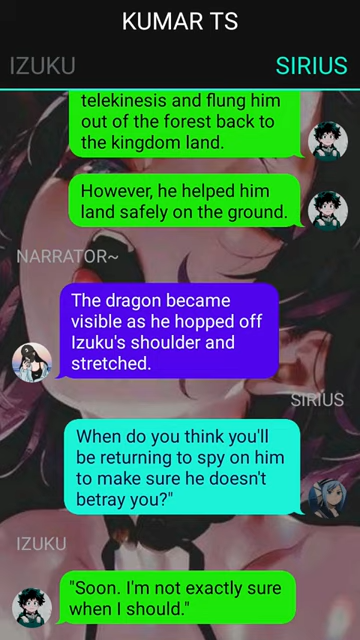 KUMAR TS
IZUKU
SIRIUS
telekinesis and flung him
out of the forest back to
the kingdom land.
However, he helped him
land safely on the ground.
NARRATOR~
The dragon became
visible as he hopped off
Izuku's shoulder and
stretched.
SIRIUS
When do you think you'll
be returning to spy on him
to make sure he doesn't
betray you?"
IZUKU
"Soon. I'm not exactly sure
when I should."